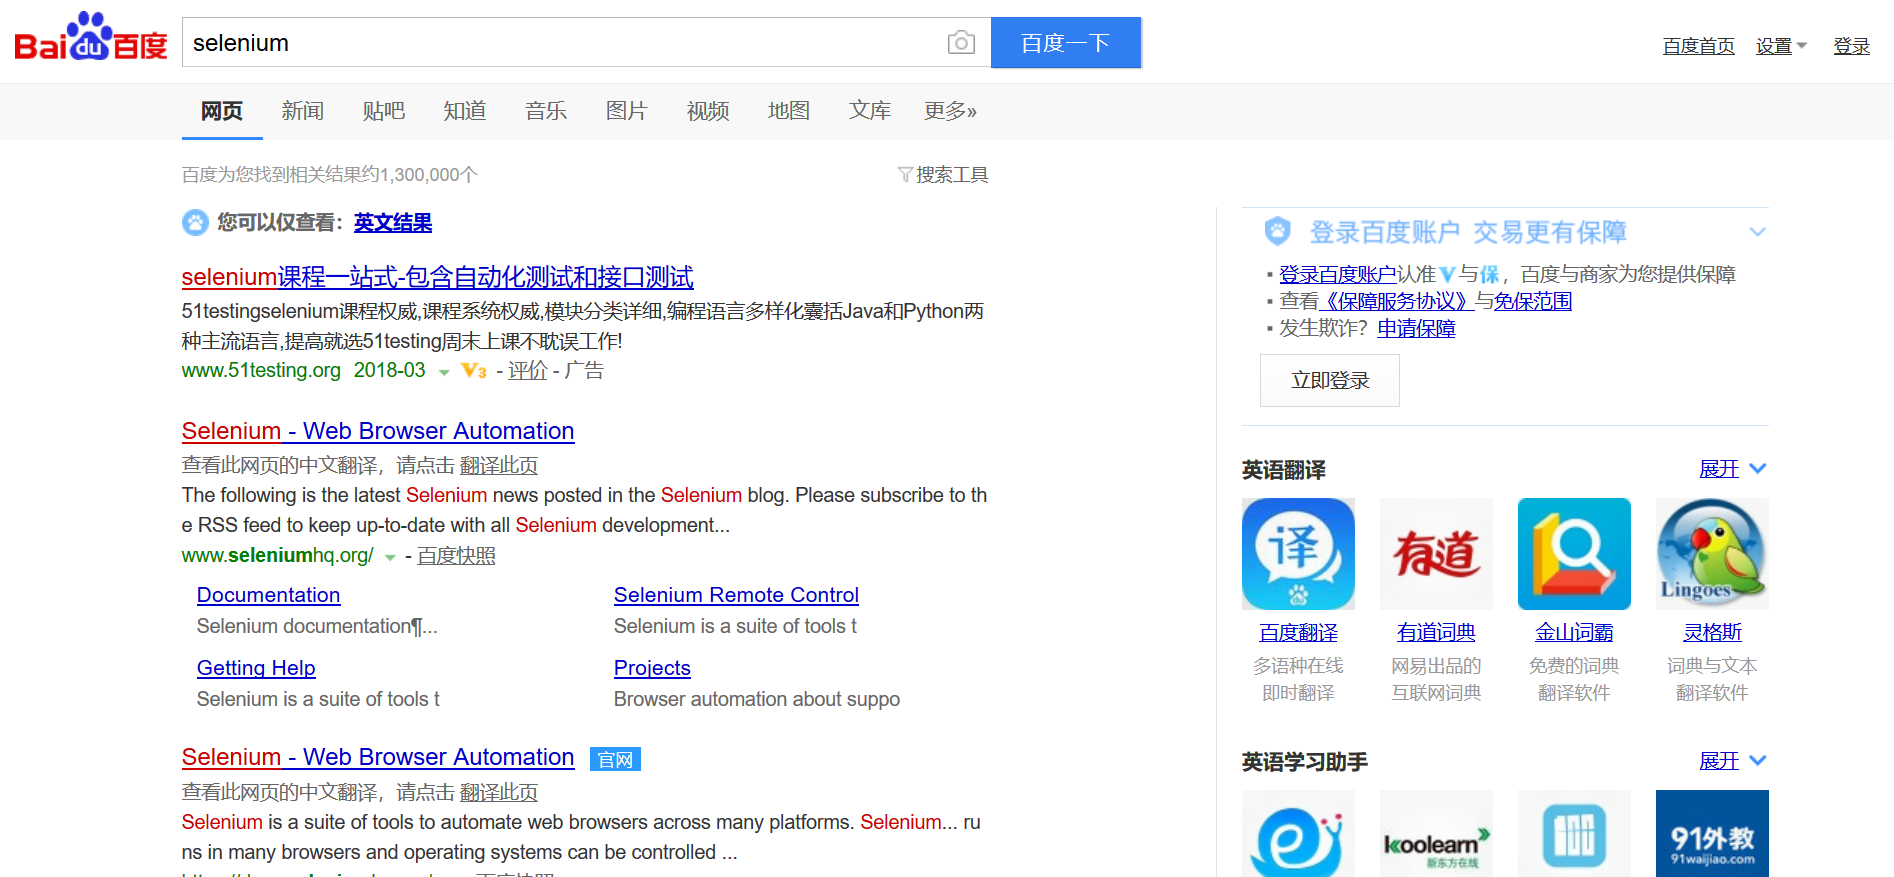 Bai du 百度
selenium
百度一下
百度首页 设置 登录
网页 新闻 贴吧 知道 音乐 图片 视频 地图 文库 更多»
百度为您找到相关结果约1,300,000个
搜索工具
您可以仅查看：英文结果
selenium课程一站式-包含自动化测试和接口测试
51testingselenium课程权威,课程系统权威,模块分类详细,编程语言多样化囊括Java和Python两
种主流语言,提高就选51testing周末上课不耽误工作!
www.51testing.org 2018-03 V3 - 评价 - 广告
Selenium - Web Browser Automation
查看此网页的中文翻译，请点击 翻译此页
The following is the latest Selenium news posted in the Selenium blog. Please subscribe to th
e RSS feed to keep up-to-date with all Selenium development...
www.seleniumhq.org/ - 百度快照
Documentation
Selenium documentation¶...
Selenium Remote Control
Selenium is a suite of tools t
Getting Help
Selenium is a suite of tools t
Projects
Browser automation about suppo
Selenium - Web Browser Automation 官网
查看此网页的中文翻译，请点击 翻译此页
Selenium is a suite of tools to automate web browsers across many platforms. Selenium... ru
ns in many browsers and operating systems can be controlled ...
登录百度账户 交易更有保障
▪ 登录百度账户认准V与保，百度与商家为您提供保障
▪ 查看《保障服务协议》与免保范围
▪ 发生欺诈？申请保障
立即登录
英语翻译 展开
译
有道
Lingoes
百度翻译 有道词典 金山词霸 灵格斯
多语种在线 网易出品的 免费的词典 词典与文本
即时翻译 互联网词典 翻译软件 翻译软件
英语学习助手 展开
koolearn
新东方在线
91外教
91waijiao.com